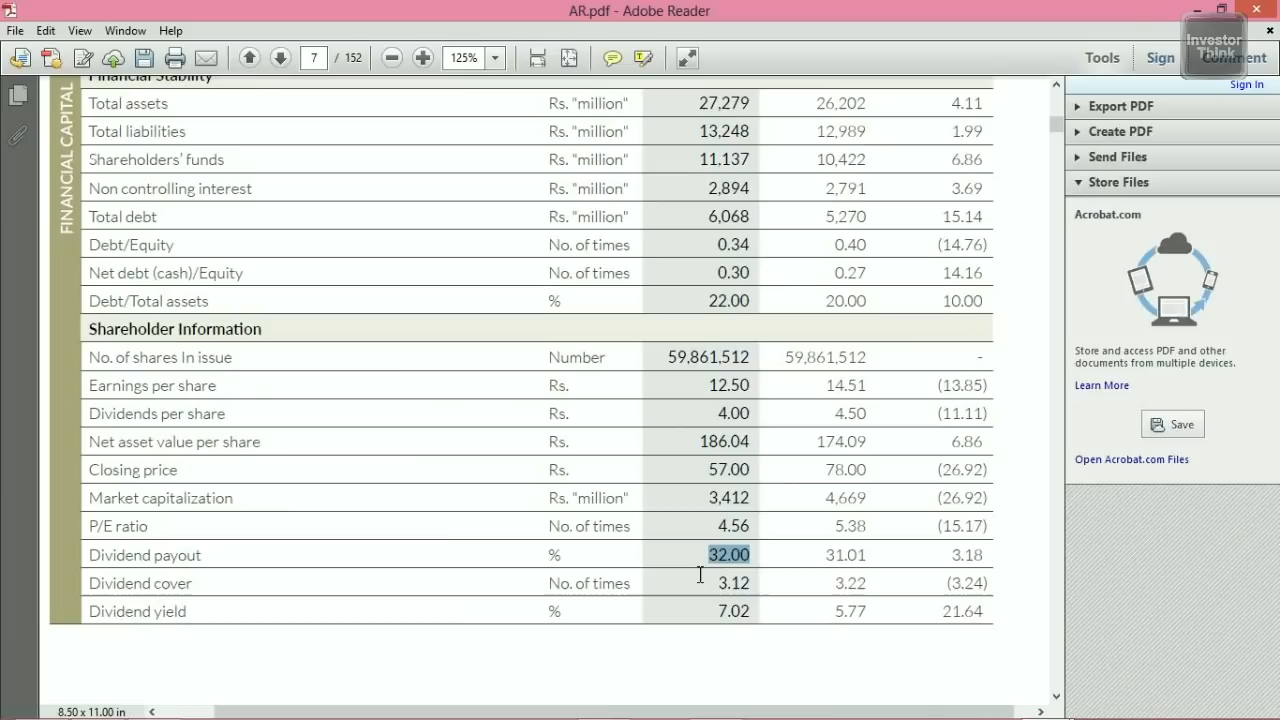 AR.pdf - Adobe Reader
File Edit View Window Help
7 / 152 125% Tools Sign Comment
Investor
Think
Sign In
Financial Stability
FINANCIAL CAPITAL
Total assets Rs. "million" 27,279 26,202 4.11
Total liabilities Rs. "million" 13,248 12,989 1.99
Shareholders' funds Rs. "million" 11,137 10,422 6.86
Non controlling interest Rs. "million" 2,894 2,791 3.69
Total debt Rs. "million" 6,068 5,270 15.14
Debt/Equity No. of times 0.34 0.40 (14.76)
Net debt (cash)/Equity No. of times 0.30 0.27 14.16
Debt/Total assets % 22.00 20.00 10.00
Shareholder Information
No. of shares In issue Number 59,861,512 59,861,512 -
Earnings per share Rs. 12.50 14.51 (13.85)
Dividends per share Rs. 4.00 4.50 (11.11)
Net asset value per share Rs. 186.04 174.09 6.86
Closing price Rs. 57.00 78.00 (26.92)
Market capitalization Rs. "million" 3,412 4,669 (26.92)
P/E ratio No. of times 4.56 5.38 (15.17)
Dividend payout % 32.00 31.01 3.18
Dividend cover No. of times 3.12 3.22 (3.24)
Dividend yield % 7.02 5.77 21.64
Export PDF
Create PDF
Send Files
Store Files
Acrobat.com
Store and access PDF and other
documents from multiple devices.
Learn More
Save
Open Acrobat.com Files
8.50 x 11.00 in